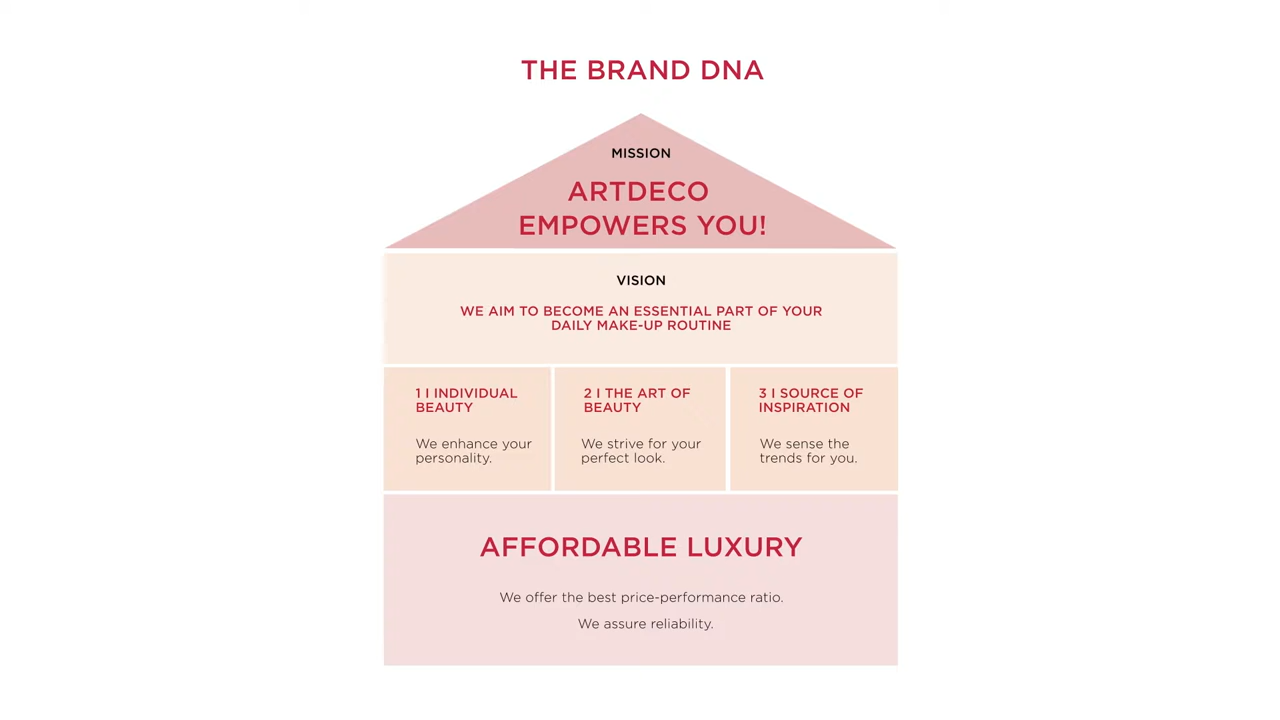 THE BRAND DNA
MISSION
ARTDECO
EMPOWERS YOU!
VISION
WE AIM TO BECOME AN ESSENTIAL PART OF YOUR
DAILY MAKE-UP ROUTINE
1 I INDIVIDUAL
BEAUTY
We enhance your
personality.
2 I THE ART OF
BEAUTY
We strive for your
perfect look.
3 I SOURCE OF
INSPIRATION
We sense the
trends for you.
AFFORDABLE LUXURY
We offer the best price-performance ratio.
We assure reliability.